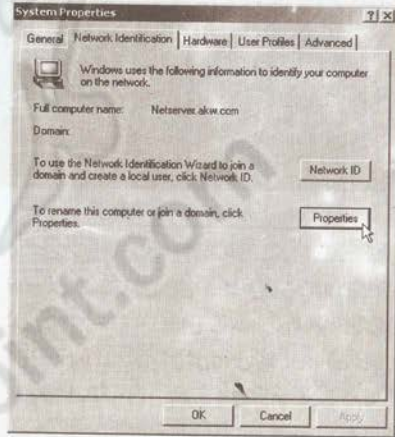 System Properties
General Network Identification Hardware User Profiles Advanced
Windows uses the following information to identify your computer
on the network.
Full computer name: Netserver.akw.com
Domain:
To use the Network Identification Wizard to join a
domain and create a local user, click Network ID.
Network ID
To rename this computer or join a domain, click
Properties.
Properties
OK Cancel Apply